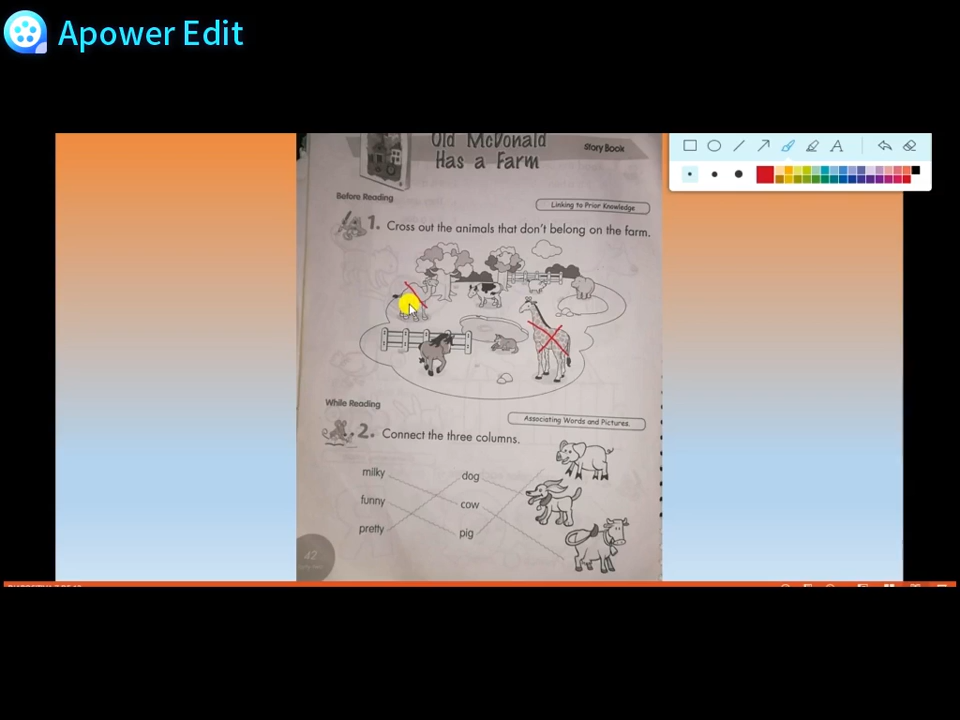 Apower Edit
Old McDonald
Has a Farm
Story Book
Before Reading
Linking to Prior Knowledge
1. Cross out the animals that don't belong on the farm.
While Reading
Associating Words and Pictures.
2. Connect the three columns.
milky
dog
funny
cow
pretty
pig
42